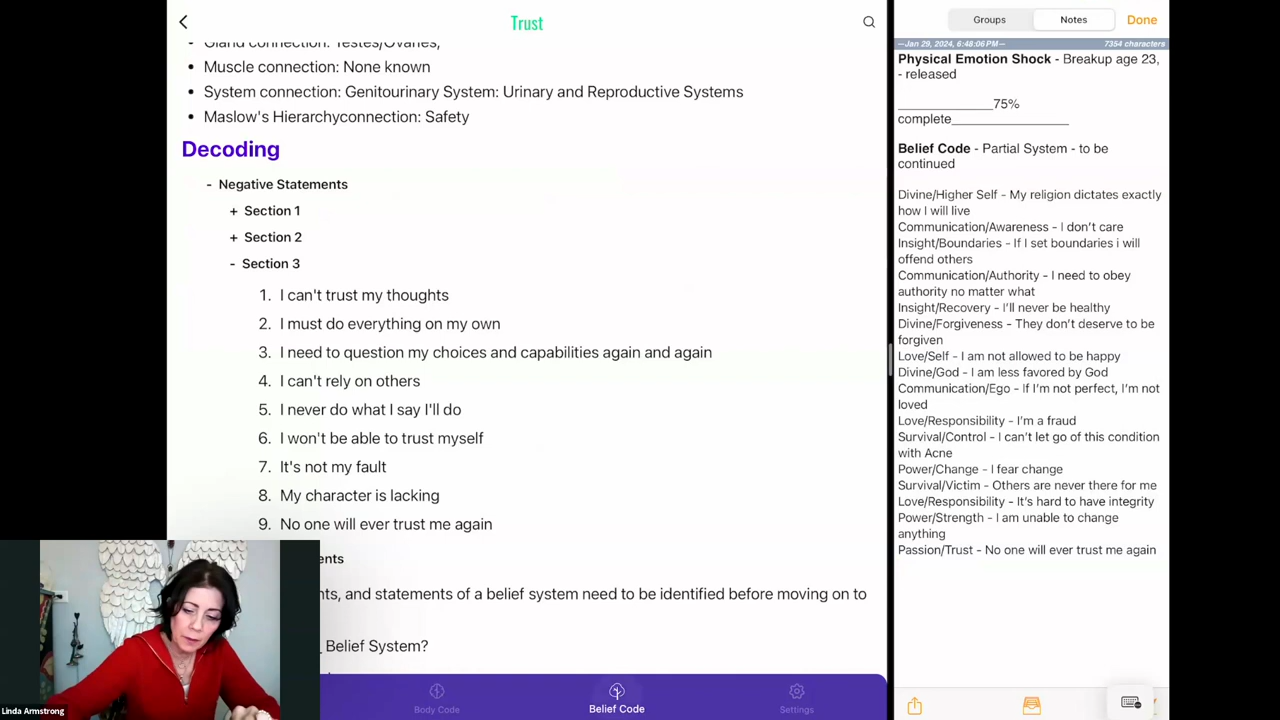 Trust
Gland connection: Testes/Ovaries,
• Muscle connection: None known
• System connection: Genitourinary System: Urinary and Reproductive Systems
• Maslow's Hierarchyconnection: Safety
Decoding
- Negative Statements
+ Section 1
+ Section 2
- Section 3
1. I can't trust my thoughts
2. I must do everything on my own
3. I need to question my choices and capabilities again and again
4. I can't rely on others
5. I never do what I say I'll do
6. I won't be able to trust myself
7. It's not my fault
8. My character is lacking
9. No one will ever trust me again
ents
nts, and statements of a belief system need to be identified before moving on to
Belief System?
Body Code
Belief Code
Settings
Linda Armstrong
Groups
Notes
Done
—Jan 29, 2024, 6:48:06 PM—
7354 characters
Physical Emotion Shock - Breakup age 23,
- released
______________75%
complete__________________
Belief Code - Partial System - to be
continued
Divine/Higher Self - My religion dictates exactly
how I will live
Communication/Awareness - I don't care
Insight/Boundaries - If I set boundaries i will
offend others
Communication/Authority - I need to obey
authority no matter what
Insight/Recovery - I'll never be healthy
Divine/Forgiveness - They don't deserve to be
forgiven
Love/Self - I am not allowed to be happy
Divine/God - I am less favored by God
Communication/Ego - If I'm not perfect, I'm not
loved
Love/Responsibility - I'm a fraud
Survival/Control - I can't let go of this condition
with Acne
Power/Change - I fear change
Survival/Victim - Others are never there for me
Love/Responsibility - It's hard to have integrity
Power/Strength - I am unable to change
anything
Passion/Trust - No one will ever trust me again